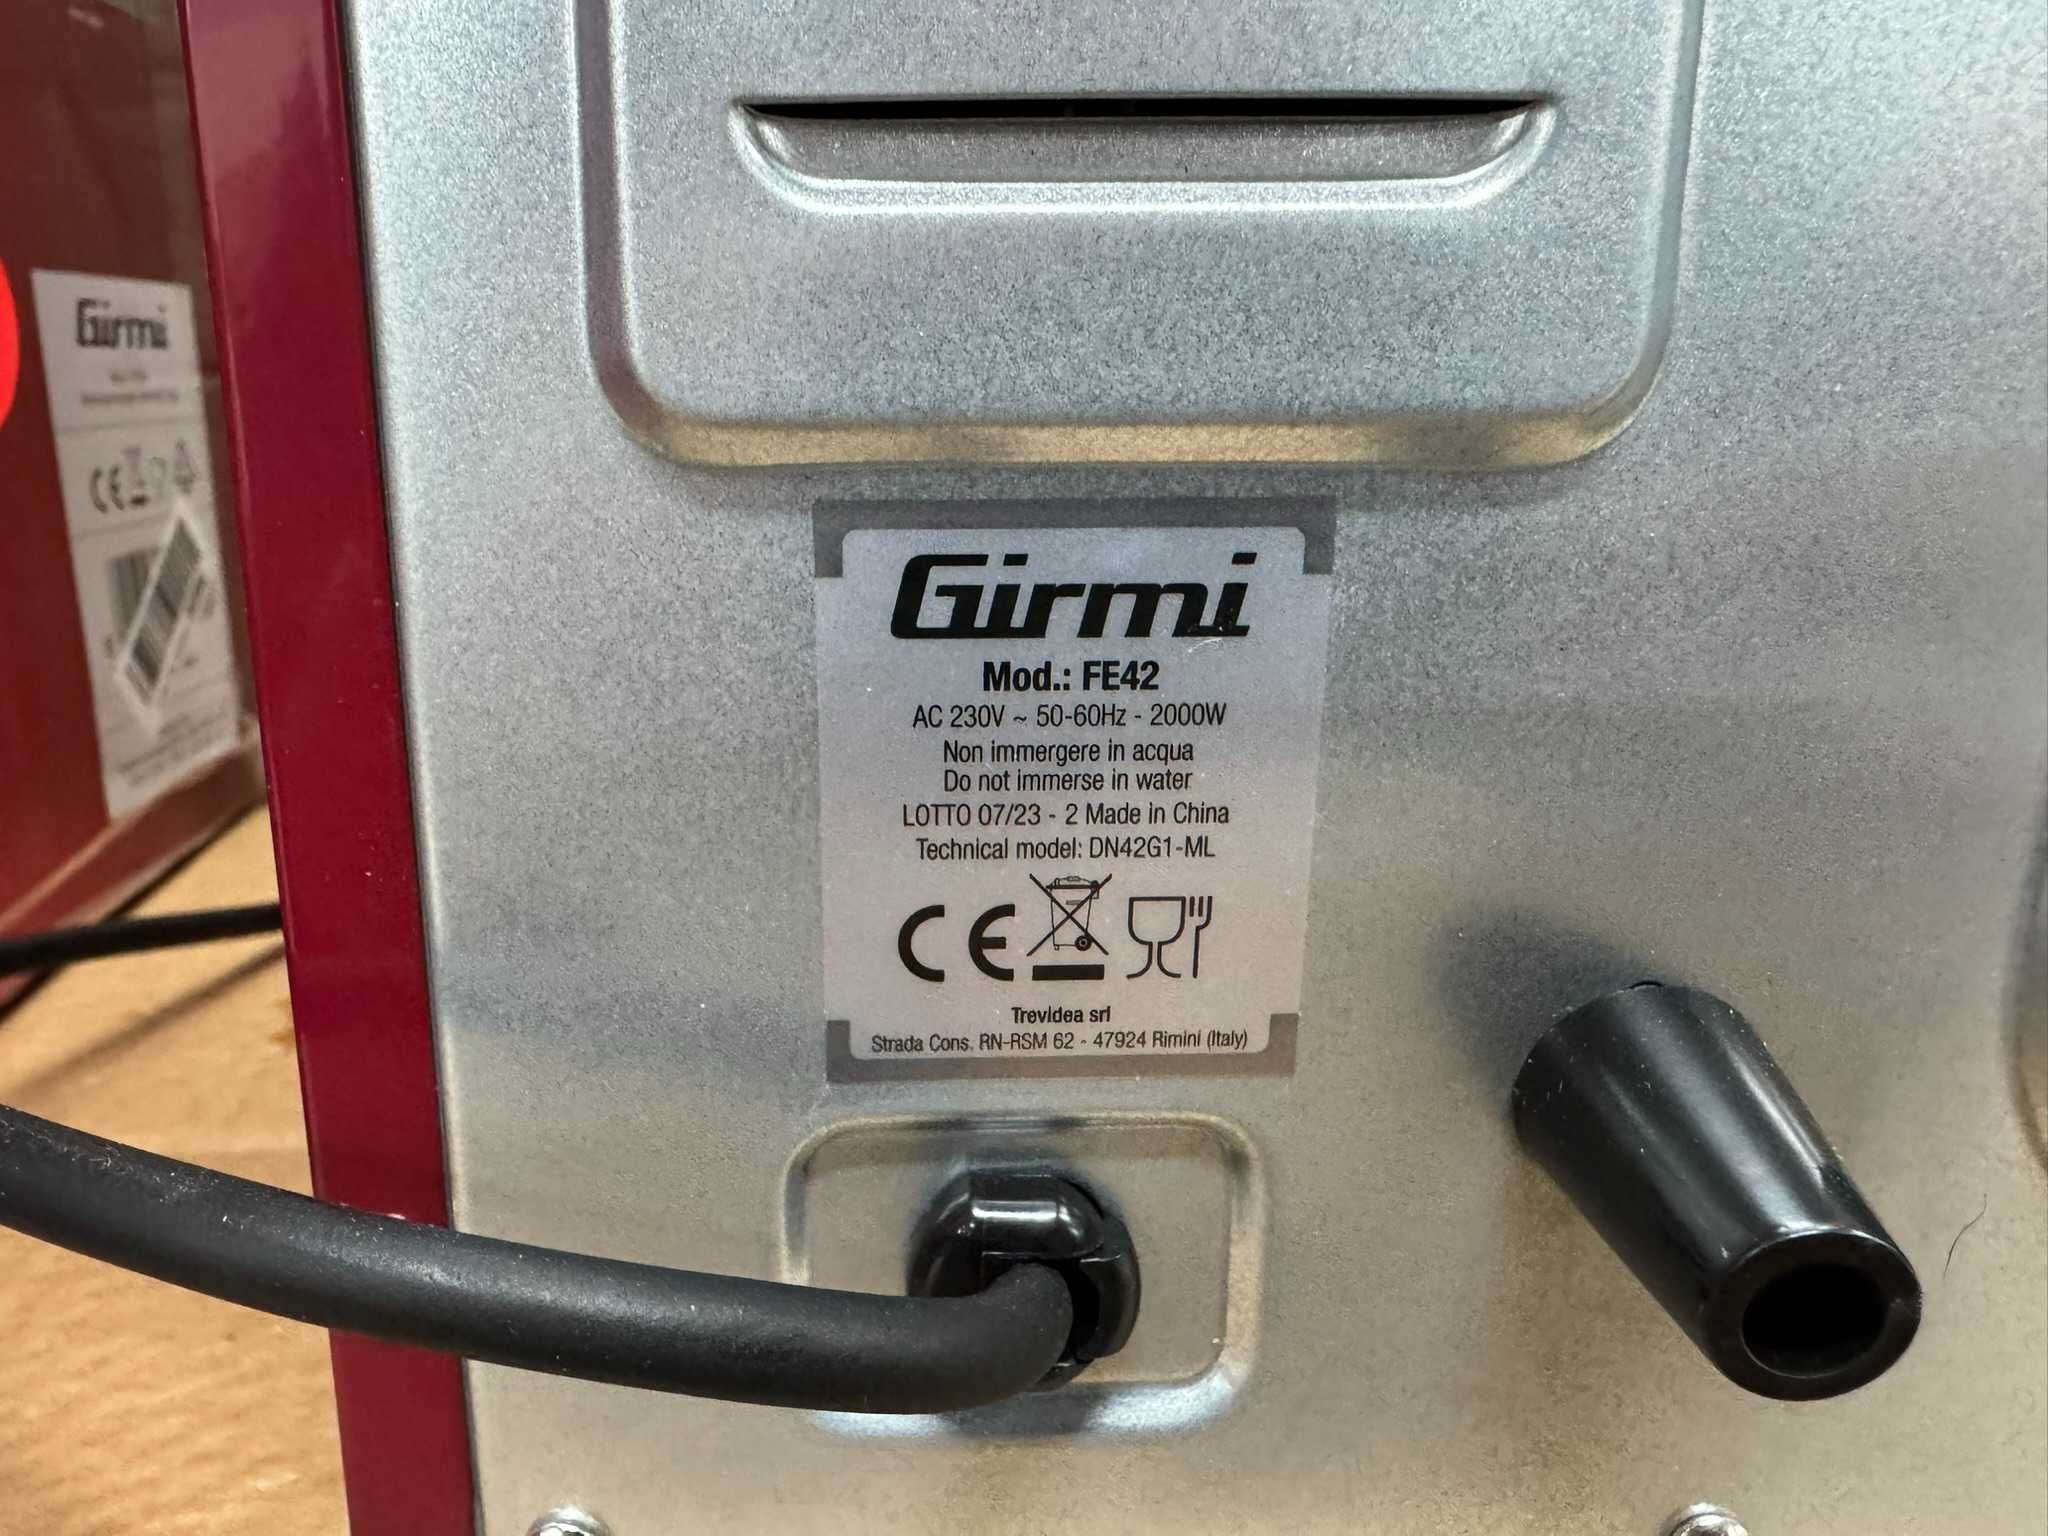 Girmi
Girmi
Mod.: FE42
AC 230V ~ 50-60Hz - 2000W
Non immergere in acqua
Do not immerse in water
LOTTO 07/23 - 2 Made in China
Technical model: DN42G1-ML
CE
Trevidea srl
Strada Cons. RN-RSM 62 - 47924 Rimini (Italy)
CE